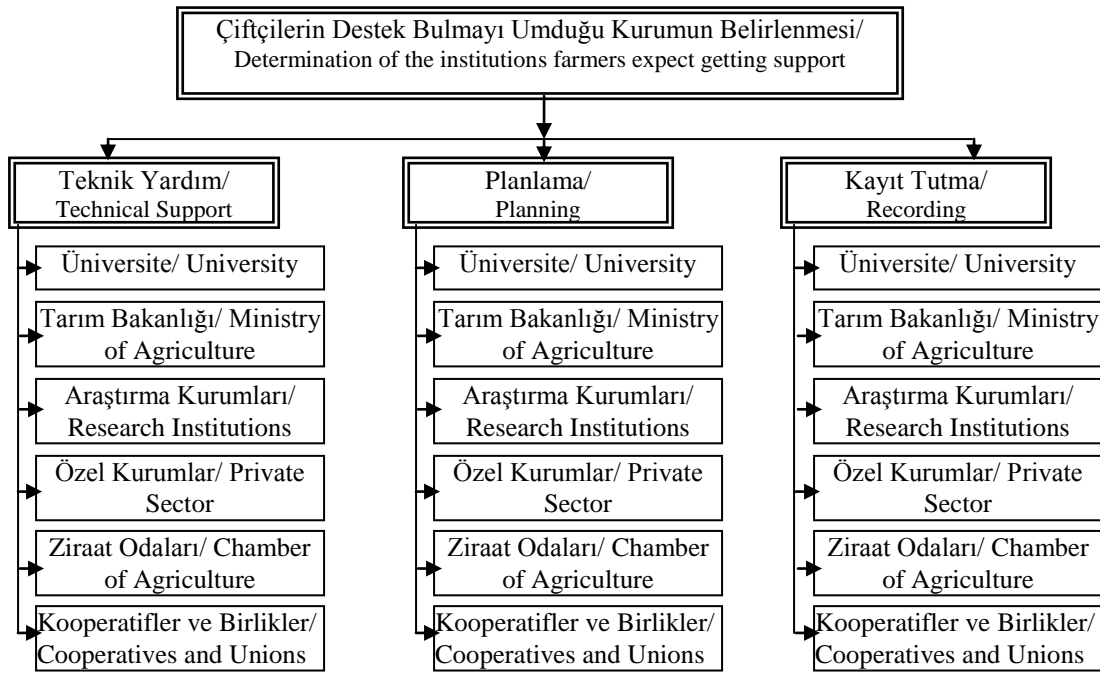 Çiftçilerin Destek Bulmayı Umduğu Kurumun Belirlenmesi/
Determination of the institutions farmers expect getting support
Teknik Yardım/
Technical Support
Üniversite/ University
Tarım Bakanlığı/ Ministry
of Agriculture
Araştırma Kurumları/
Research Institutions
Özel Kurumlar/ Private
Sector
Ziraat Odaları/ Chamber
of Agriculture
Kooperatifler ve Birlikler/
Cooperatives and Unions
Planlama/
Planning
Üniversite/ University
Tarım Bakanlığı/ Ministry
of Agriculture
Araştırma Kurumları/
Research Institutions
Özel Kurumlar/ Private
Sector
Ziraat Odaları/ Chamber
of Agriculture
Kooperatifler ve Birlikler/
Cooperatives and Unions
Kayıt Tutma/
Recording
Üniversite/ University
Tarım Bakanlığı/ Ministry
of Agriculture
Araştırma Kurumları/
Research Institutions
Özel Kurumlar/ Private
Sector
Ziraat Odaları/ Chamber
of Agriculture
Kooperatifler ve Birlikler/
Cooperatives and Unions